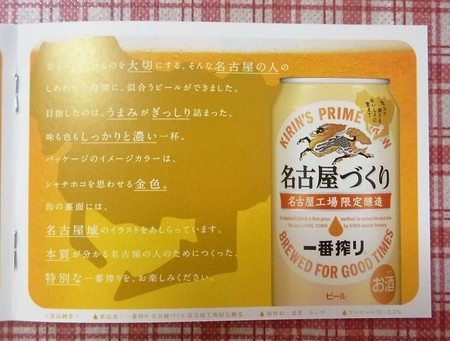 ものを大切にする、そんな名古屋の人の
しあわせな時間に、似合うビールができました。
目指したのは、うまみがぎっしり詰まった、
味も色もしっかりと濃い一杯。
パッケージのイメージカラーは、
シャチホコを思わせる金色。
缶の裏面には、
名古屋城のイラストをあしらっています。
本質が分かる名古屋の人のためにつくった、
特別な一番搾りを、お楽しみください。
KIRIN'S PRIME BREW
名古屋づくり
名古屋工場 限定醸造
一番搾り
BREWED FOR GOOD TIMES
ビール
お酒